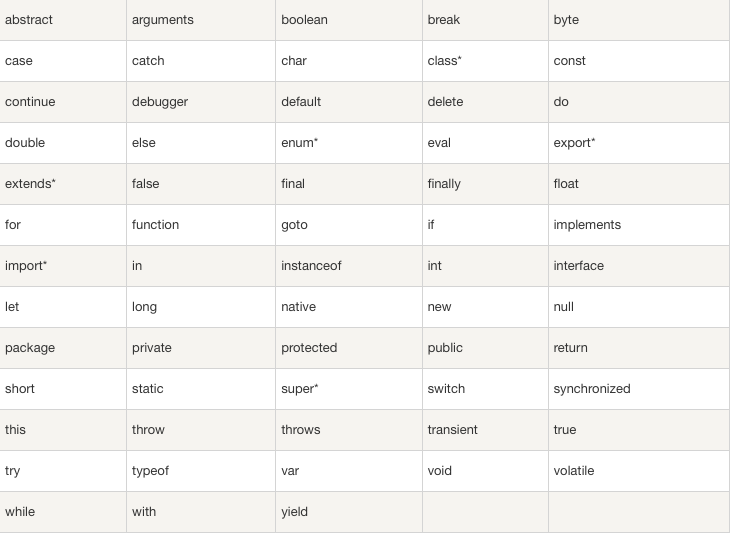 abstract arguments boolean break byte
case catch char class* const
continue debugger default delete do
double else enum* eval export*
extends* false final finally float
for function goto if implements
import* in instanceof int interface
let long native new null
package private protected public return
short static super* switch synchronized
this throw throws transient true
try typeof var void volatile
while with yield